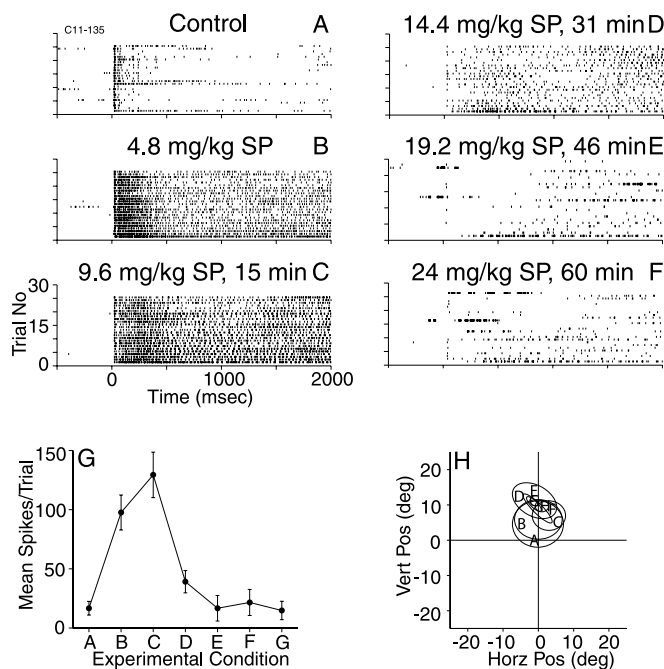 C11-135
Control A
4.8 mg/kg SP B
9.6 mg/kg SP, 15 min C
30
15
0
Trial No
0 1000 2000
Time (msec)
14.4 mg/kg SP, 31 min D
19.2 mg/kg SP, 46 min E
24 mg/kg SP, 60 min F
G
150
100
50
0
Mean Spikes/Trial
A B C D E F G
Experimental Condition
H
20
10
0
-10
-20
Vert Pos (deg)
D E
B C
A
-20 -10 0 10 20
Horz Pos (deg)